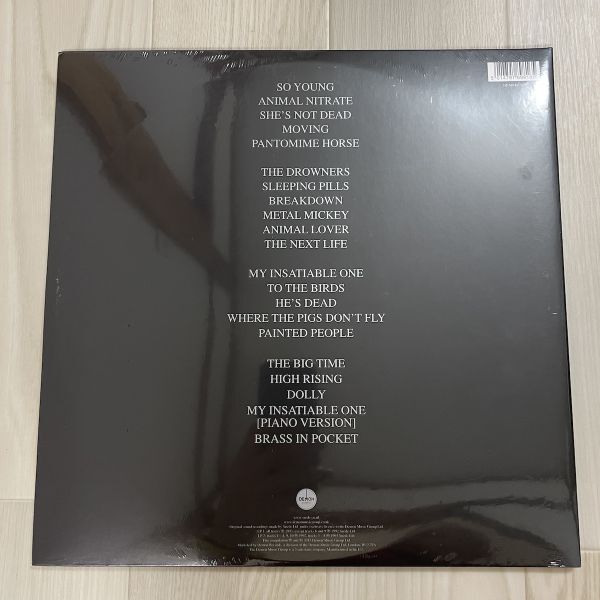 SO YOUNG
ANIMAL NITRATE
SHE'S NOT DEAD
MOVING
PANTOMIME HORSE
THE DROWNERS
SLEEPING PILLS
BREAKDOWN
METAL MICKEY
ANIMAL LOVER
THE NEXT LIFE
MY INSATIABLE ONE
TO THE BIRDS
HE'S DEAD
WHERE THE PIGS DON'T FLY
PAINTED PEOPLE
THE BIG TIME
HIGH RISING
DOLLY
MY INSATIABLE ONE
[PIANO VERSION]
BRASS IN POCKET
DEMON